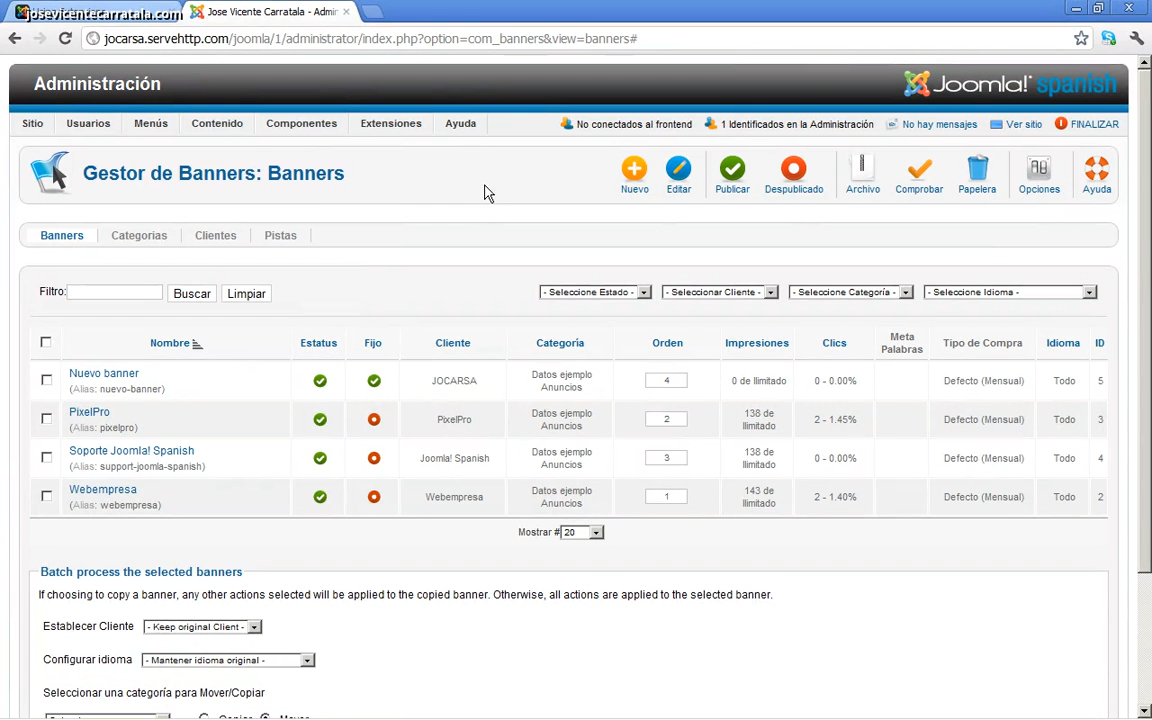 josevicentecarratala.com
Jose Vicente Carratala - Admir ×
jocarsa.servehttp.com/joomla/1/administrator/index.php?option=com_banners&view=banners#
Administración
Joomla! spanish
Sitio Usuarios Menús Contenido Componentes Extensiones Ayuda No conectados al frontend 1 Identificados en la Administración No hay mensajes Ver sitio FINALIZAR
Gestor de Banners: Banners
Nuevo Editar Publicar Despublicado Archivo Comprobar Papelera Opciones Ayuda
Banners Categorías Clientes Pistas
Filtro: Buscar Limpiar - Seleccione Estado - - Seleccionar Cliente - - Seleccione Categoría - - Seleccione Idioma -
Nombre Estatus Fijo Cliente Categoría Orden Impresiones Clics Meta Palabras Tipo de Compra Idioma ID
Nuevo banner
(Alias: nuevo-banner)
JOCARSA
Datos ejemplo
Anuncios
4
0 de Ilimitado
0 - 0.00%
Defecto (Mensual)
Todo
5
PixelPro
(Alias: pixelpro)
PixelPro
Datos ejemplo
Anuncios
2
138 de
Ilimitado
2 - 1.45%
Defecto (Mensual)
Todo
3
Soporte Joomla! Spanish
(Alias: support-joomla-spanish)
Joomla! Spanish
Datos ejemplo
Anuncios
3
138 de
Ilimitado
0 - 0.00%
Defecto (Mensual)
Todo
4
Webempresa
(Alias: webempresa)
Webempresa
Datos ejemplo
Anuncios
1
143 de
Ilimitado
2 - 1.40%
Defecto (Mensual)
Todo
2
Mostrar # 20
Batch process the selected banners
If choosing to copy a banner, any other actions selected will be applied to the copied banner. Otherwise, all actions are applied to the selected banner.
Establecer Cliente - Keep original Client -
Configurar idioma - Mantener idioma original -
Seleccionar una categoría para Mover/Copiar
Copiar Mover